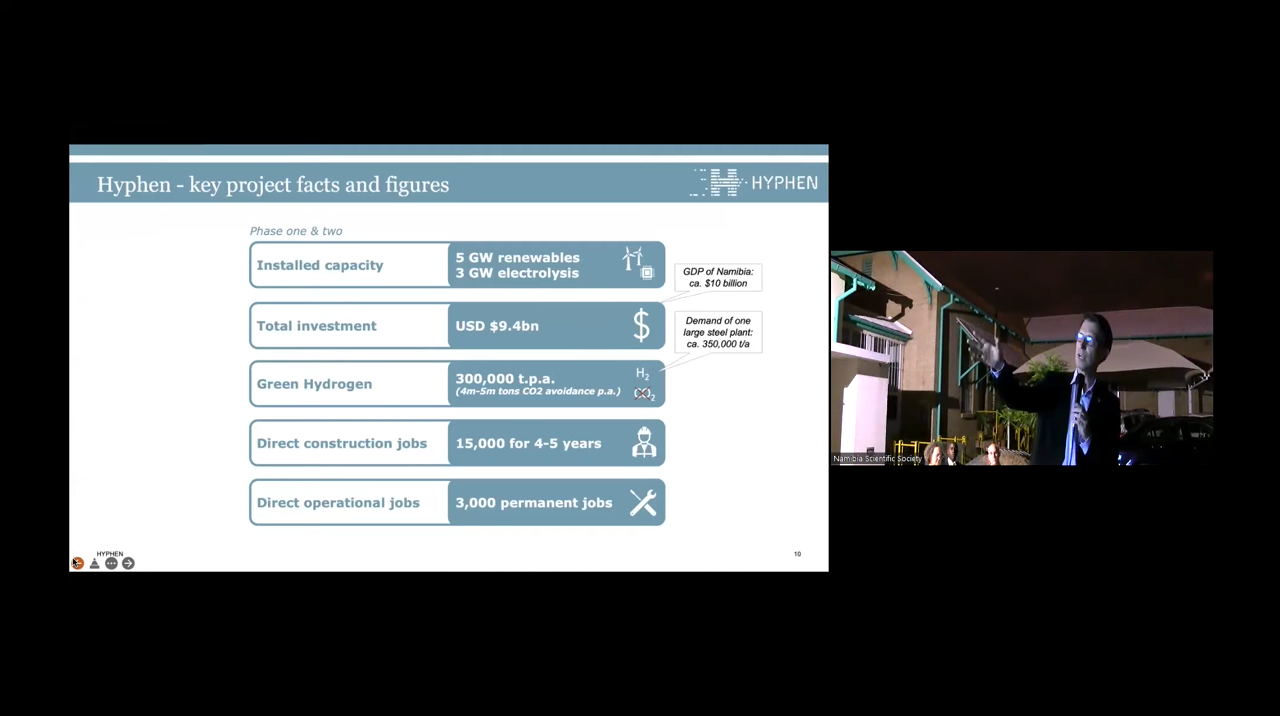 Hyphen - key project facts and figures
HYPHEN
Phase one & two
Installed capacity
5 GW renewables
3 GW electrolysis
GDP of Namibia:
ca. $10 billion
Total investment
USD $9.4bn
$
Demand of one
large steel plant:
ca. 350,000 t/a
Green Hydrogen
300,000 t.p.a.
(4m-5m tons CO2 avoidance p.a.)
H₂
CO₂
Direct construction jobs
15,000 for 4-5 years
Direct operational jobs
3,000 permanent jobs
HYPHEN
10
Namibia Scientific Society